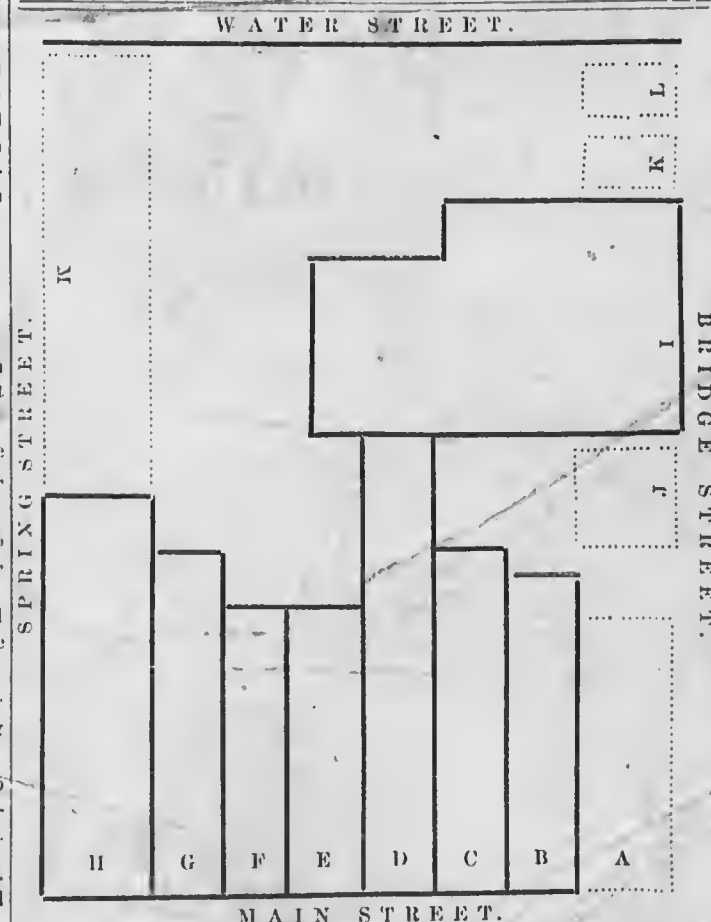 WATER STREET.
L
K
K
I
BRIDGE STREET.
SPRING STREET.
J
H G F E D C B A
MAIN STREET.